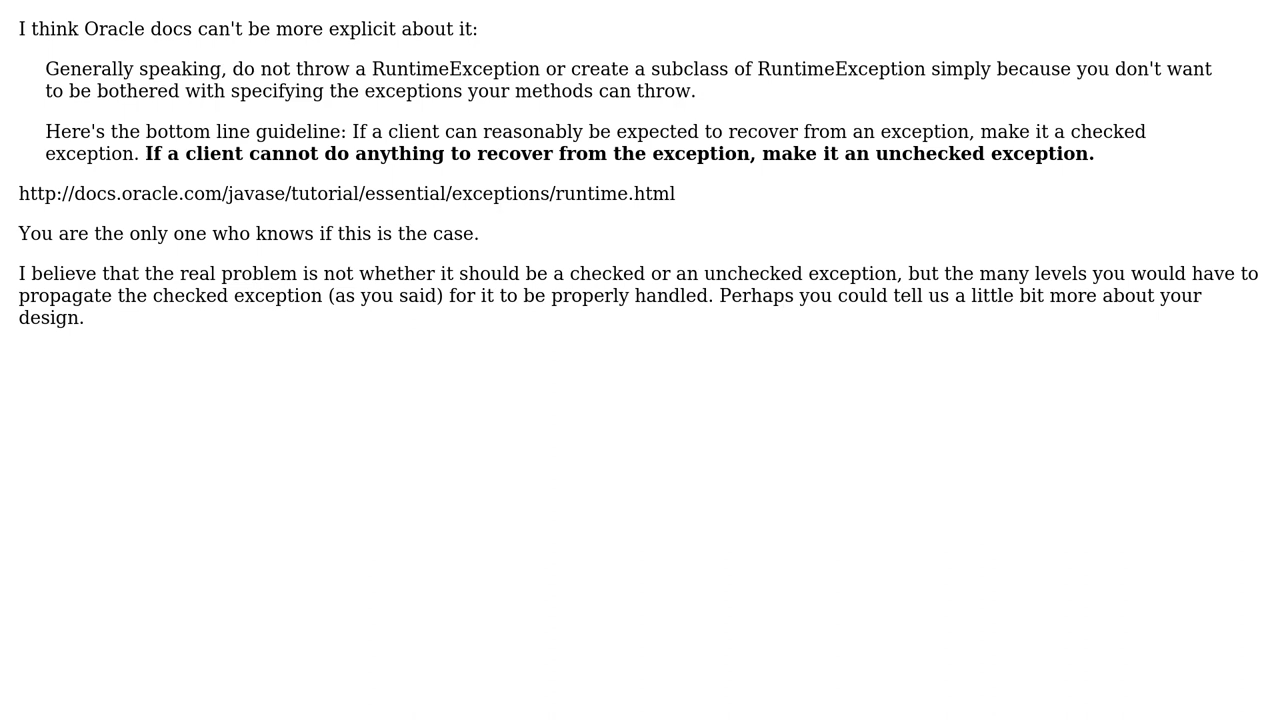 I think Oracle docs can't be more explicit about it:
Generally speaking, do not throw a RuntimeException or create a subclass of RuntimeException simply because you don't want
to be bothered with specifying the exceptions your methods can throw.
Here's the bottom line guideline: If a client can reasonably be expected to recover from an exception, make it a checked
exception. If a client cannot do anything to recover from the exception, make it an unchecked exception.
http://docs.oracle.com/javase/tutorial/essential/exceptions/runtime.html
You are the only one who knows if this is the case.
I believe that the real problem is not whether it should be a checked or an unchecked exception, but the many levels you would have to
propagate the checked exception (as you said) for it to be properly handled. Perhaps you could tell us a little bit more about your
design.